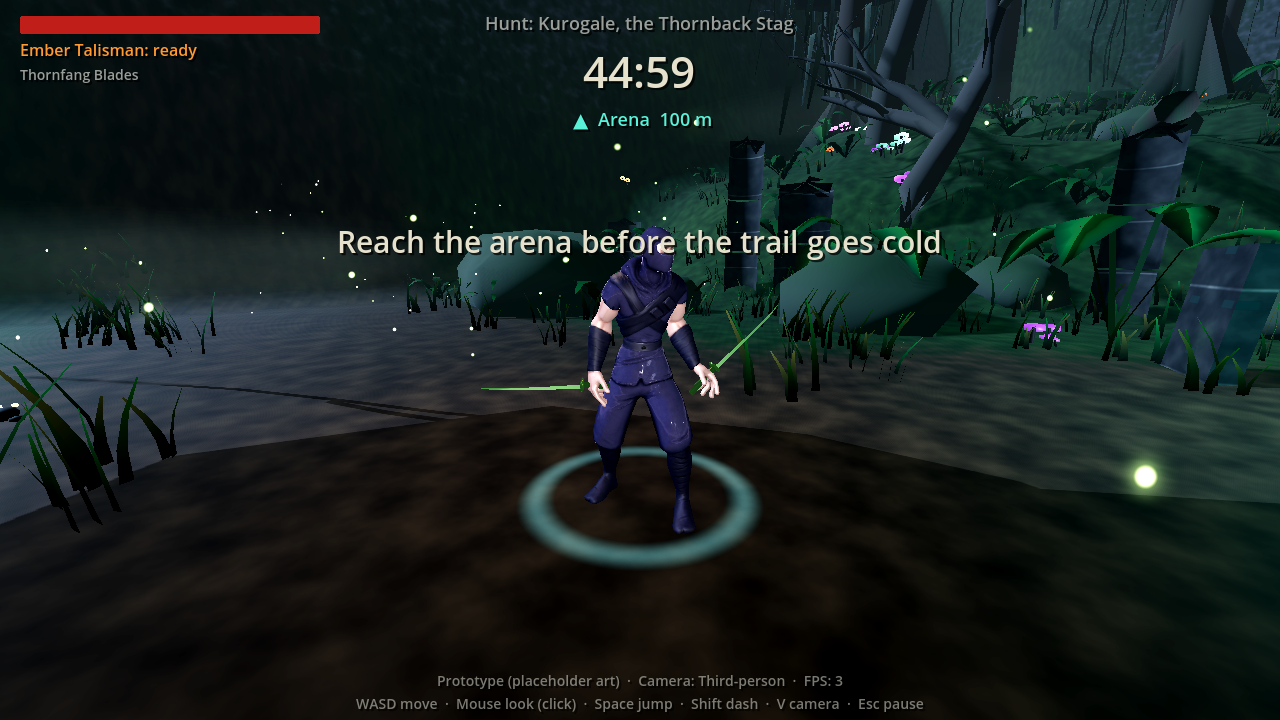 Hunt: Kurogale, the Thornback Stag
Ember Talisman: ready
Thornfang Blades
44:59
▲ Arena 100 m
Reach the arena before the trail goes cold
Prototype (placeholder art) · Camera: Third-person · FPS: 3
WASD move · Mouse look (click) · Space jump · Shift dash · V camera · Esc pause